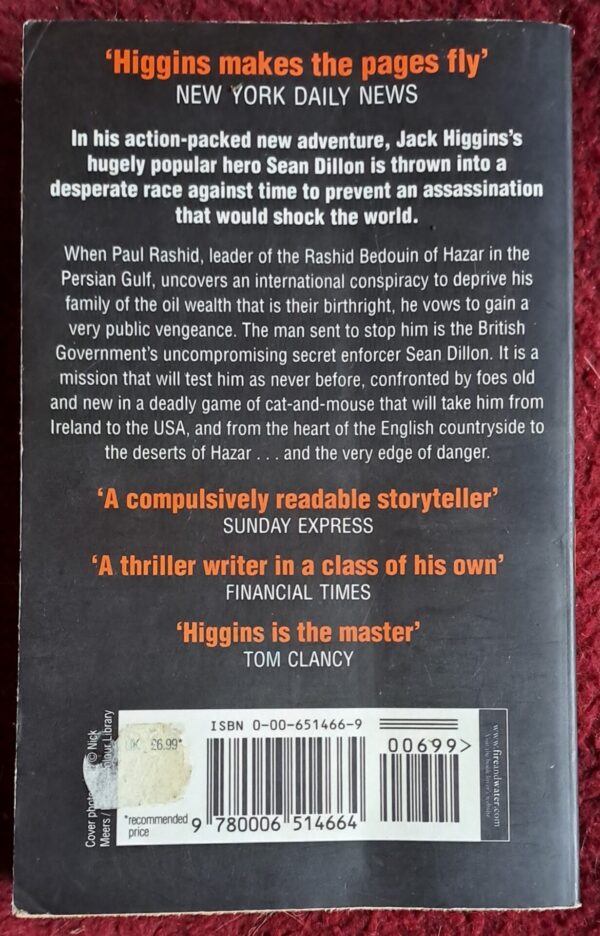 ‘Higgins makes the pages fly’
NEW YORK DAILY NEWS
In his action-packed new adventure, Jack Higgins’s
hugely popular hero Sean Dillon is thrown into a
desperate race against time to prevent an assassination
that would shock the world.
When Paul Rashid, leader of the Rashid Bedouin of Hazar in the
Persian Gulf, uncovers an international conspiracy to deprive his
family of the oil wealth that is their birthright, he vows to gain a
very public vengeance. The man sent to stop him is the British
Government’s uncompromising secret enforcer Sean Dillon. It is a
mission that will test him as never before, confronted by foes old
and new in a deadly game of cat-and-mouse that will take him from
Ireland to the USA, and from the heart of the English countryside to
the deserts of Hazar . . . and the very edge of danger.
‘A compulsively readable storyteller’
SUNDAY EXPRESS
‘A thriller writer in a class of his own’
FINANCIAL TIMES
‘Higgins is the master’
TOM CLANCY
Cover photo © Nick
Meers /
Library
UK £6.99*
*recommended
price
ISBN 0-00-651466-9
9 780006 514664
00699>
www.fireandwater.com
Visit the book lover’s website